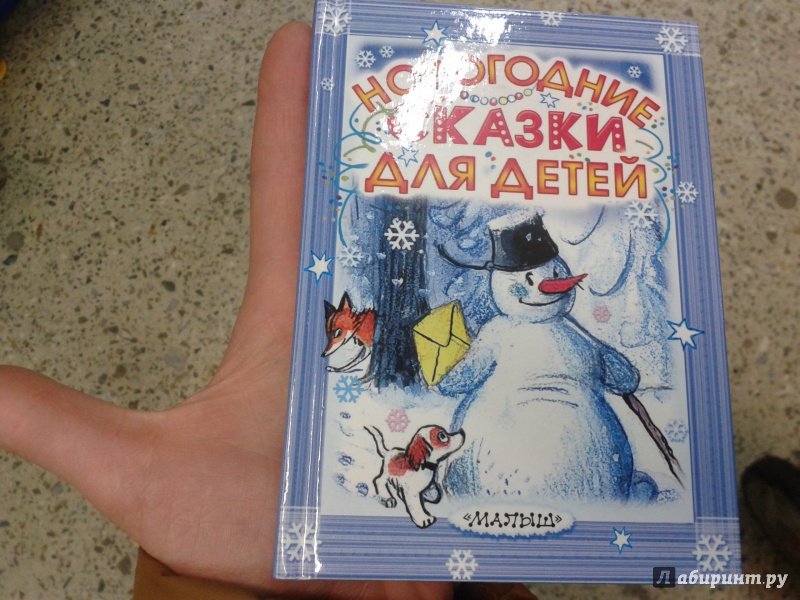 НОВОГОДНИЕ
СКАЗКИ
ДЛЯ ДЕТЕЙ
«МАЛЫШ»
Лабиринт.ру